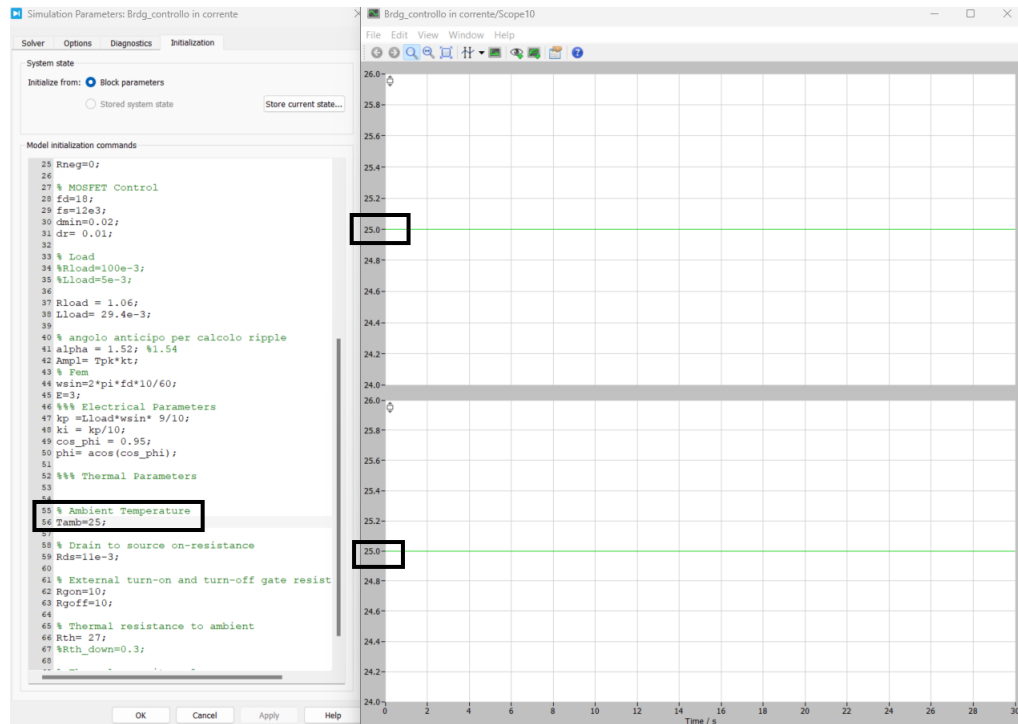 Simulation Parameters: Brdg_controllo in corrente
Solver Options Diagnostics Initialization
System state
Initialize from: Block parameters
Stored system state Store current state...
Model initialization commands
25 Rneg=0;
26
27 % MOSFET Control
28 fd=18;
29 fs=12e3;
30 dmin=0.02;
31 dr= 0.01;
32
33 % Load
34 %Rload=100e-3;
35 %Lload=5e-3;
36
37 Rload = 1.06;
38 Lload= 29.4e-3;
39
40 % angolo anticipo per calcolo ripple
41 alpha = 1.52; %1.54
42 Ampl= Tpk*kt;
43 % Fem
44 wsin=2*pi*fd*10/60;
45 E=3;
46 %%% Electrical Parameters
47 kp =Lload*wsin* 9/10;
48 ki = kp/10;
49 cos_phi = 0.95;
50 phi= acos(cos_phi);
51
52 %%% Thermal Parameters
53
54
55 % Ambient Temperature
56 Tamb=25;
57
58 % Drain to source on-resistance
59 Rds=11e-3;
60
61 % External turn-on and turn-off gate resist
62 Rgon=10;
63 Rgoff=10;
64
65 % Thermal resistance to ambient
66 Rth= 27;
67 %Rth_down=0.3;
68
OK Cancel Apply Help
Brdg_controllo in corrente/Scope10
File Edit View Window Help
26.0
25.8
25.6
25.4
25.2
25.0
24.8
24.6
24.4
24.2
24.0
26.0
25.8
25.6
25.4
25.2
25.0
24.8
24.6
24.4
24.2
24.0
0 2 4 6 8 10 12 14 16 18 20 22 24 26 28 30
Time / s